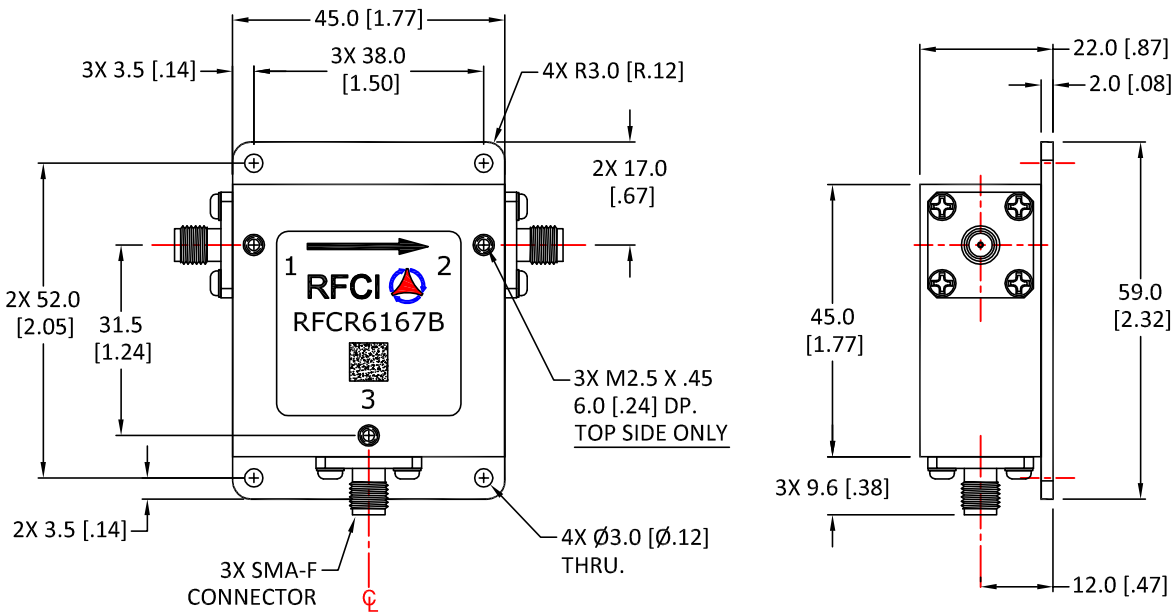 45.0 [1.77]
3X 38.0
[1.50]
3X 3.5 [.14]
4X R3.0 [R.12]
2X 17.0
[.67]
2X 52.0
[2.05]
31.5
[1.24]
1
2
RFCI
RFCR6167B
3
3X M2.5 X .45
6.0 [.24] DP.
TOP SIDE ONLY
2X 3.5 [.14]
4X Ø3.0 [Ø.12]
THRU.
3X SMA-F
CONNECTOR
℄
22.0 [.87]
2.0 [.08]
45.0
[1.77]
59.0
[2.32]
3X 9.6 [.38]
12.0 [.47]